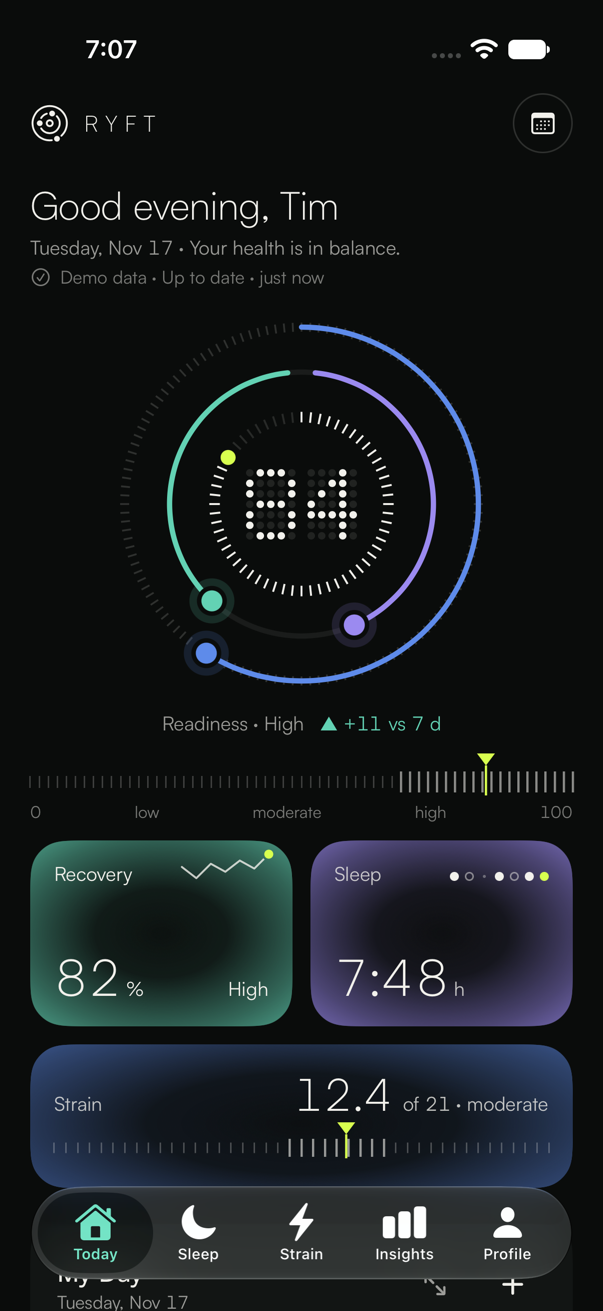 7:07
RYFT
Good evening, Tim
Tuesday, Nov 17 · Your health is in balance.
Demo data · Up to date · just now
84
Readiness · High ▲ +11 vs 7 d
0 low moderate high 100
Recovery
82 % High
Sleep
7:48 h
Strain 12.4 of 21 · moderate
Today Sleep Strain Insights Profile
My Day
Tuesday, Nov 17